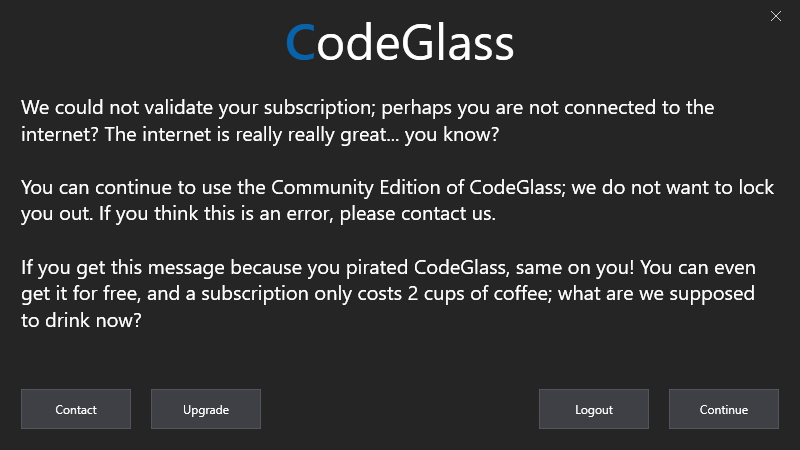 CodeGlass
We could not validate your subscription; perhaps you are not connected to the
internet? The internet is really really great... you know?
You can continue to use the Community Edition of CodeGlass; we do not want to lock
you out. If you think this is an error, please contact us.
If you get this message because you pirated CodeGlass, same on you! You can even
get it for free, and a subscription only costs 2 cups of coffee; what are we supposed
to drink now?
Contact
Upgrade
Logout
Continue